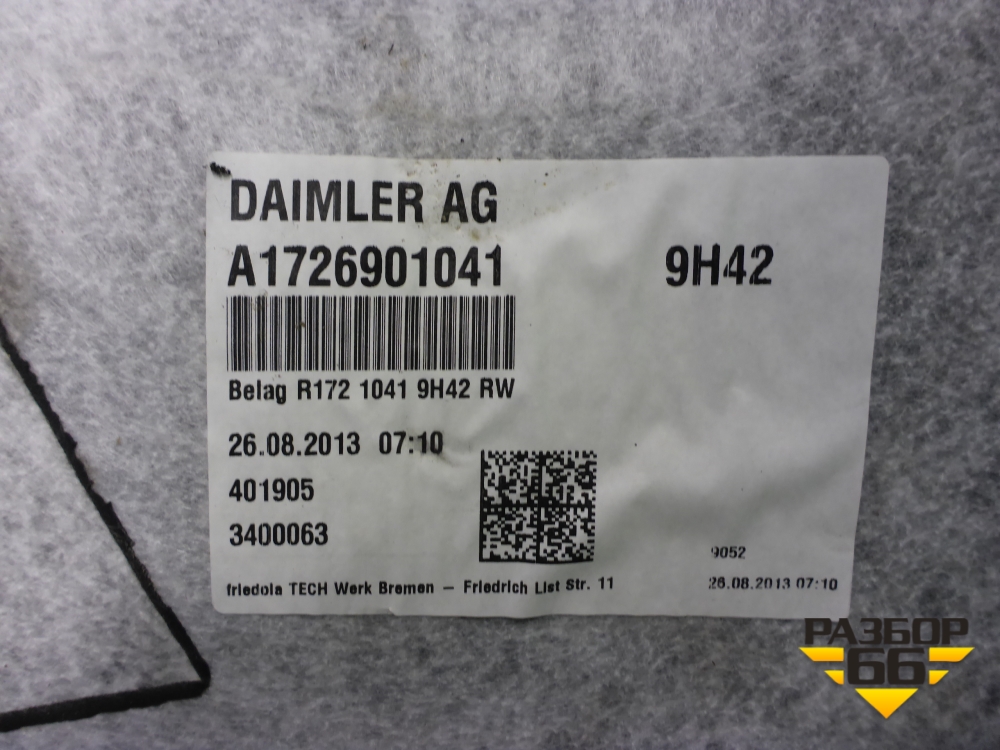 DAIMLER AG
A1726901041 9H42
Belag R172 1041 9H42 RW
26.08.2013 07:10
401905
3400063
9052
friedola TECH Werk Bremen – Friedrich List Str. 11 26.08.2013 07:10
РАЗБОР
66